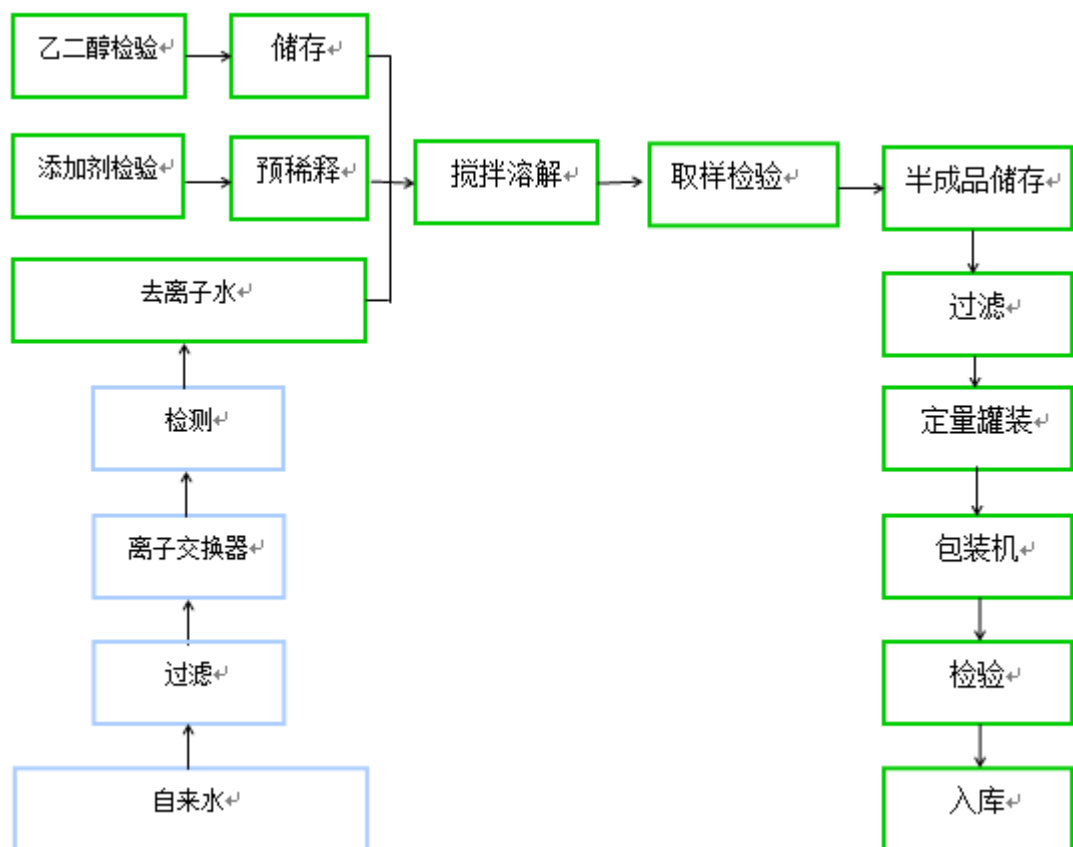 乙二醇检验
储存
添加剂检验
预稀释
搅拌溶解
取样检验
半成品储存
去离子水
过滤
检测
定量罐装
离子交换器
包装机
过滤
检验
自来水
入库